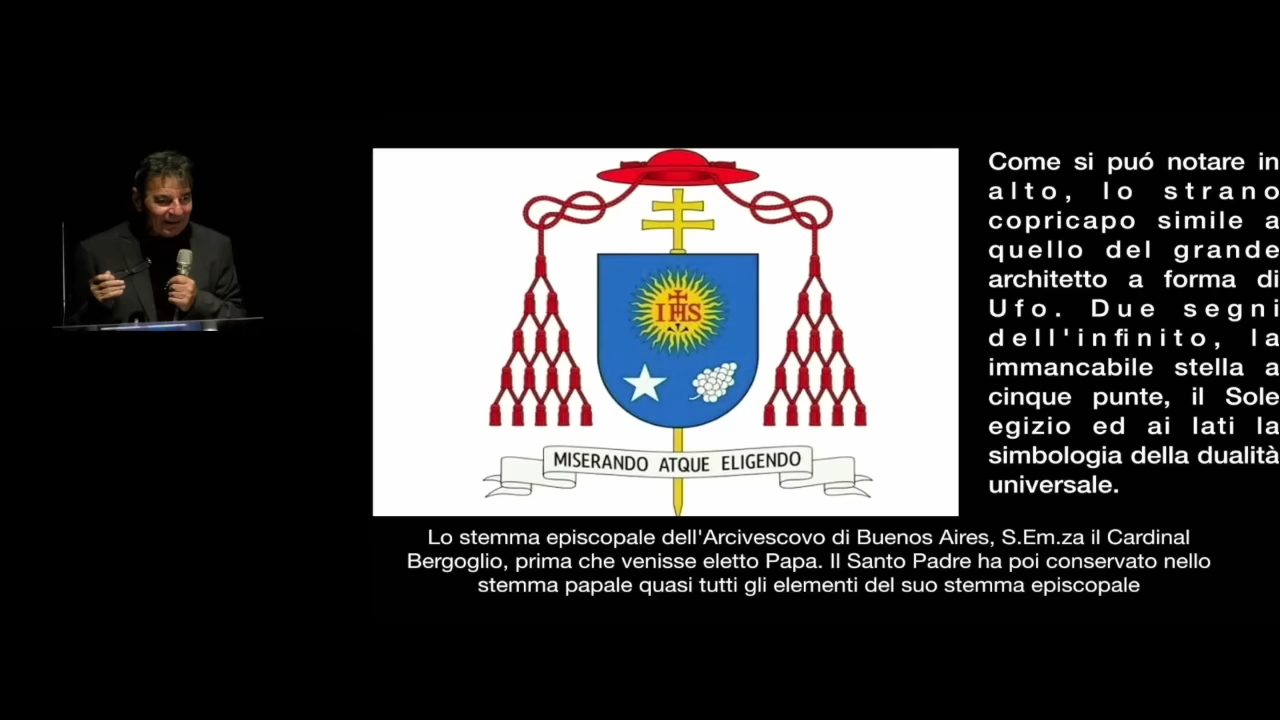 Come si puó notare in
alto, lo strano
copricapo simile a
quello del grande
architetto a forma di
Ufo. Due segni
dell'infinito, la
immancabile stella a
cinque punte, il Sole
egizio ed ai lati la
simbologia della dualità
universale.
IHS
MISERANDO ATQUE ELIGENDO
Lo stemma episcopale dell'Arcivescovo di Buenos Aires, S.Em.za il Cardinal
Bergoglio, prima che venisse eletto Papa. Il Santo Padre ha poi conservato nello
stemma papale quasi tutti gli elementi del suo stemma episcopale